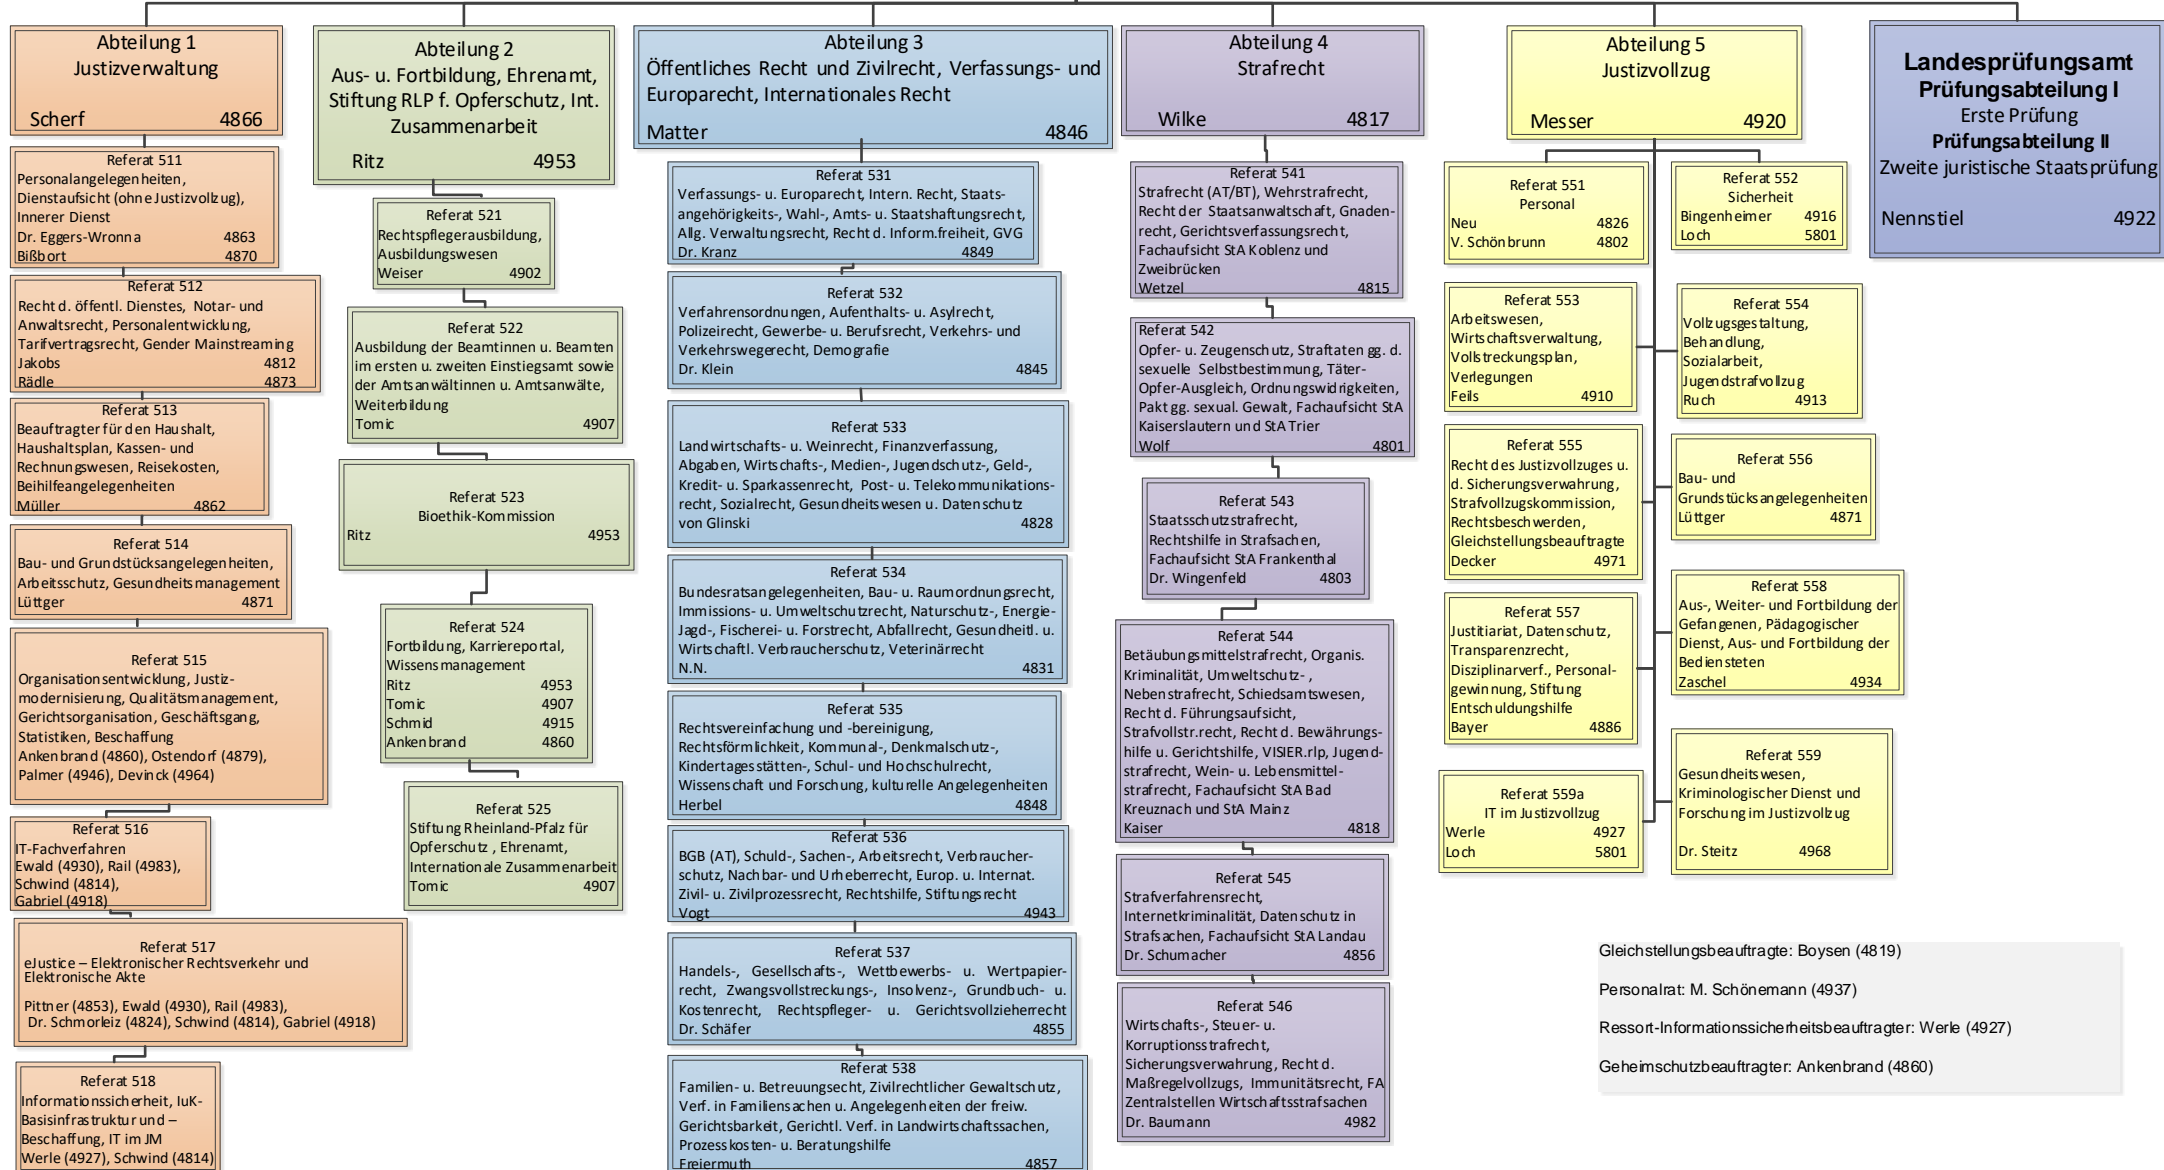 Abteilung 1
Justizverwaltung
Scherf 4866
Referat 511
Personalangelegenheiten,
Dienstaufsicht (ohne Justizvollzug),
Innerer Dienst
Dr. Eggers-Wronna 4863
Bißbort 4870
Referat 512
Recht d. öffentl. Dienstes, Notar- und
Anwaltsrecht, Personalentwicklung,
Tarifvertragsrecht, Gender Mainstreaming
Jakobs 4812
Rädle 4873
Referat 513
Beauftragter für den Haushalt,
Haushaltsplan, Kassen- und
Rechnungswesen, Reisekosten,
Beihilfeangelegenheiten
Müller 4862
Referat 514
Bau- und Grundstücksangelegenheiten,
Arbeitsschutz, Gesundheitsmanagement
Lüttger 4871
Referat 515
Organisationsentwicklung, Justiz-
modernisierung, Qualitätsmanagement,
Gerichtsorganisation, Geschäftsgang,
Statistiken, Beschaffung
Ankenbrand (4860), Ostendorf (4879),
Palmer (4946), Devinck (4964)
Referat 516
IT-Fachverfahren
Ewald (4930), Rail (4983),
Schwind (4814),
Gabriel (4918)
Referat 517
eJustice – Elektronischer Rechtsverkehr und
Elektronische Akte
Pittner (4853), Ewald (4930), Rail (4983),
Dr. Schmorleiz (4824), Schwind (4814), Gabriel (4918)
Referat 518
Informationssicherheit, IuK-
Basisinfrastruktur und –
Beschaffung, IT im JM
Werle (4927), Schwind (4814)
Abteilung 2
Aus- u. Fortbildung, Ehrenamt,
Stiftung RLP f. Opferschutz, Int.
Zusammenarbeit
Ritz 4953
Referat 521
Rechtspflegerausbildung,
Ausbildungswesen
Weiser 4902
Referat 522
Ausbildung der Beamtinnen u. Beamten
im ersten u. zweiten Einstiegsamt sowie
der Amtsanwältinnen u. Amtsanwälte,
Weiterbildung
Tomic 4907
Referat 523
Bioethik-Kommission
Ritz 4953
Referat 524
Fortbildung, Karriereportal,
Wissensmanagement
Ritz 4953
Tomic 4907
Schmid 4915
Ankenbrand 4860
Referat 525
Stiftung Rheinland-Pfalz für
Opferschutz , Ehrenamt,
Internationale Zusammenarbeit
Tomic 4907
Abteilung 3
Öffentliches Recht und Zivilrecht, Verfassungs- und
Europarecht, Internationales Recht
Matter 4846
Referat 531
Verfassungs- u. Europarecht, Intern. Recht, Staats-
angehörigkeits-, Wahl-, Amts- u. Staatshaftungsrecht,
Allg. Verwaltungsrecht, Recht d. Inform.freiheit, GVG
Dr. Kranz 4849
Referat 532
Verfahrensordnungen, Aufenthalts- u. Asylrecht,
Polizeirecht, Gewerbe- u. Berufsrecht, Verkehrs- und
Verkehrswegerecht, Demografie
Dr. Klein 4845
Referat 533
Landwirtschafts- u. Weinrecht, Finanzverfassung,
Abgaben, Wirtschafts-, Medien-, Jugendschutz-, Geld-,
Kredit- u. Sparkassenrecht, Post- u. Telekommunikations-
recht, Sozialrecht, Gesundheitswesen u. Datenschutz
von Glinski 4828
Referat 534
Bundesratsangelegenheiten, Bau- u. Raumordnungsrecht,
Immissions- u. Umweltschutzrecht, Naturschutz-, Energie-
Jagd-, Fischerei- u. Forstrecht, Abfallrecht, Gesundheitl. u.
Wirtschaftl. Verbraucherschutz, Veterinärrecht
N.N. 4831
Referat 535
Rechtsvereinfachung und -bereinigung,
Rechtsförmlichkeit, Kommunal-, Denkmalschutz-,
Kindertagesstätten-, Schul- und Hochschulrecht,
Wissenschaft und Forschung, kulturelle Angelegenheiten
Herbel 4848
Referat 536
BGB (AT), Schuld-, Sachen-, Arbeitsrecht, Verbraucher-
schutz, Nachbar- und Urheberrecht, Europ. u. Internat.
Zivil- u. Zivilprozessrecht, Rechtshilfe, Stiftungsrecht
Vogt 4943
Referat 537
Handels-, Gesellschafts-, Wettbewerbs- u. Wertpapier-
recht, Zwangsvollstreckungs-, Insolvenz-, Grundbuch- u.
Kostenrecht, Rechtspfleger- u. Gerichtsvollzieherrecht
Dr. Schäfer 4855
Referat 538
Familien- u. Betreuungsecht, Zivilrechtlicher Gewaltschutz,
Verf. in Familiensachen u. Angelegenheiten der freiw.
Gerichtsbarkeit, Gerichtl. Verf. in Landwirtschaftssachen,
Prozesskosten- u. Beratungshilfe
Freiermuth 4857
Abteilung 4
Strafrecht
Wilke 4817
Referat 541
Strafrecht (AT/BT), Wehrstrafrecht,
Recht der Staatsanwaltschaft, Gnaden-
recht, Gerichtsverfassungsrecht,
Fachaufsicht StA Koblenz und
Zweibrücken
Wetzel 4815
Referat 542
Opfer- u. Zeugenschutz, Straftaten gg. d.
sexuelle Selbstbestimmung, Täter-
Opfer-Ausgleich, Ordnungswidrigkeiten,
Pakt gg. sexual. Gewalt, Fachaufsicht StA
Kaiserslautern und StA Trier
Wolf 4801
Referat 543
Staatsschutzstrafrecht,
Rechtshilfe in Strafsachen,
Fachaufsicht StA Frankenthal
Dr. Wingenfeld 4803
Referat 544
Betäubungsmittelstrafrecht, Organis.
Kriminalität, Umweltschutz- ,
Nebenstrafrecht, Schiedsamtswesen,
Recht d. Führungsaufsicht,
Strafvollstr.recht, Recht d. Bewährungs-
hilfe u. Gerichtshilfe, VISIER.rlp, Jugend-
strafrecht, Wein- u. Lebensmittel-
strafrecht, Fachaufsicht StA Bad
Kreuznach und StA Mainz
Kaiser 4818
Referat 545
Strafverfahrensrecht,
Internetkriminalität, Datenschutz in
Strafsachen, Fachaufsicht StA Landau
Dr. Schumacher 4856
Referat 546
Wirtschafts-, Steuer- u.
Korruptionsstrafrecht,
Sicherungsverwahrung, Recht d.
Maßregelvollzugs, Immunitätsrecht, FA
Zentralstellen Wirtschaftsstrafsachen
Dr. Baumann 4982
Abteilung 5
Justizvollzug
Messer 4920
Referat 551
Personal
Neu 4826
V. Schönbrunn 4802
Referat 552
Sicherheit
Bingenheimer 4916
Loch 5801
Referat 553
Arbeitswesen,
Wirtschaftsverwaltung,
Vollstreckungsplan,
Verlegungen
Feils 4910
Referat 554
Vollzugsgestaltung,
Behandlung,
Sozialarbeit,
Jugendstrafvollzug
Ruch 4913
Referat 555
Recht des Justizvollzuges u.
d. Sicherungsverwahrung,
Strafvollzugskommission,
Rechtsbeschwerden,
Gleichstellungsbeauftragte
Decker 4971
Referat 556
Bau- und
Grundstücksangelegenheiten
Lüttger 4871
Referat 557
Justitiariat, Datenschutz,
Transparenzrecht,
Disziplinarverf., Personal-
gewinnung, Stiftung
Entschuldungshilfe
Bayer 4886
Referat 558
Aus-, Weiter- und Fortbildung der
Gefangenen, Pädagogischer
Dienst, Aus- und Fortbildung der
Bediensteten
Zaschel 4934
Referat 559a
IT im Justizvollzug
Werle 4927
Loch 5801
Referat 559
Gesundheitswesen,
Kriminologischer Dienst und
Forschung im Justizvollzug
Dr. Steitz 4968
Landesprüfungsamt
Prüfungsabteilung I
Erste Prüfung
Prüfungsabteilung II
Zweite juristische Staatsprüfung
Nennstiel 4922
Gleichstellungsbeauftragte: Boysen (4819)
Personalrat: M. Schönemann (4937)
Ressort-Informationssicherheitsbeauftragter: Werle (4927)
Geheimschutzbeauftragter: Ankenbrand (4860)